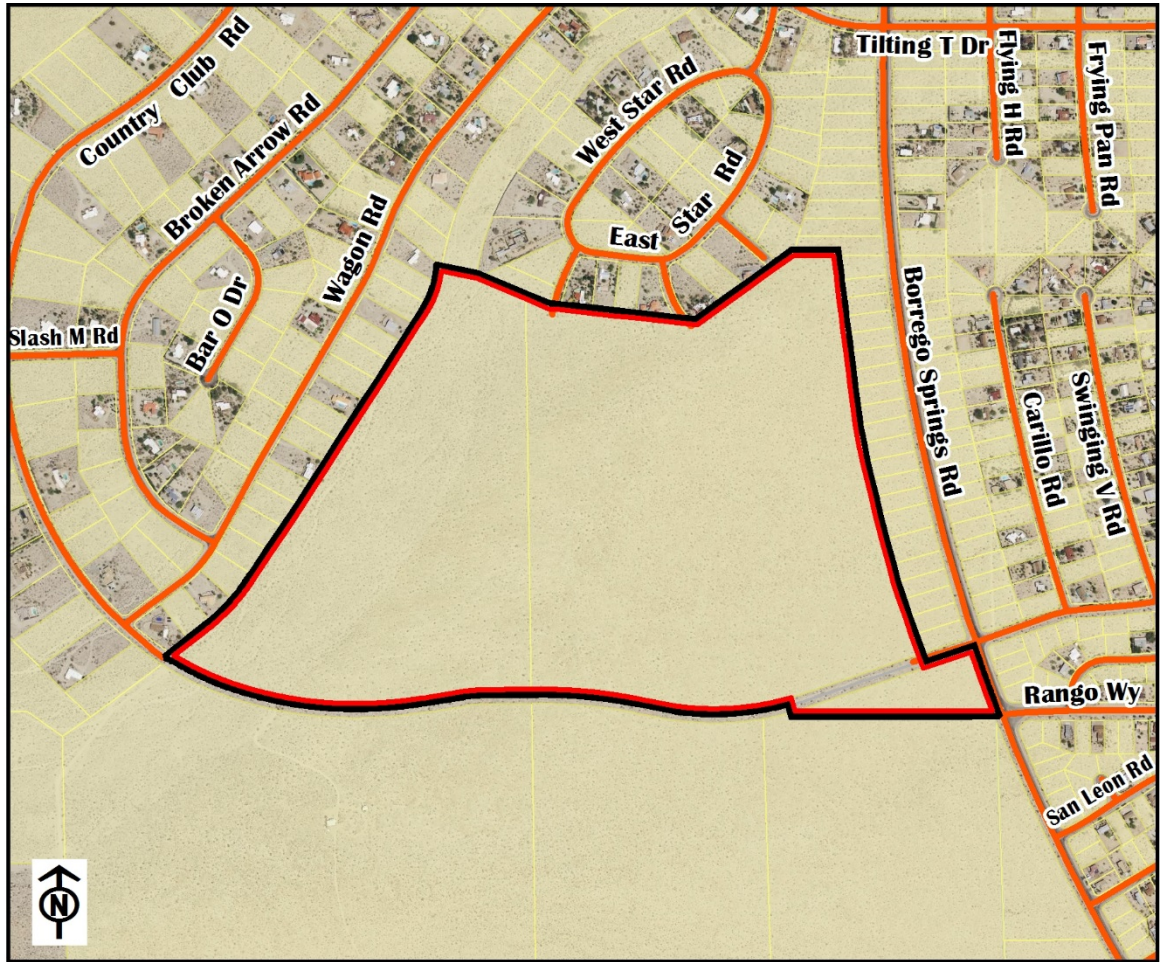 Country Club Rd
Tilting T Dr
Flying H Rd
Frying Pan Rd
West Star Rd
Broken Arrow Rd
East Star Rd
Wagon Rd
Bar O Dr
Borrego Springs Rd
Slash M Rd
Carillo Rd
Swinging V Rd
Rango Wy
San Leon Rd
N